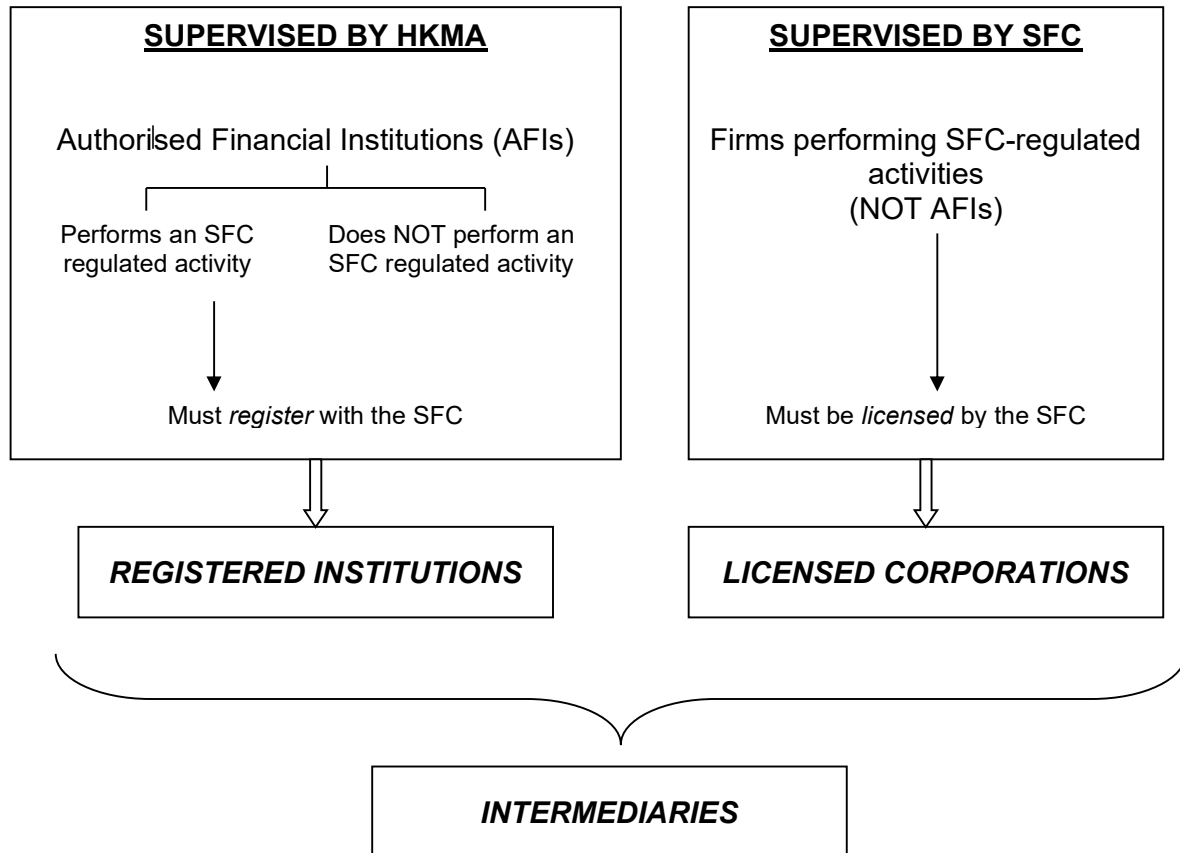 SUPERVISED BY HKMA
Authorised Financial Institutions (AFIs)
Performs an SFC
regulated activity
Does NOT perform an
SFC regulated activity
Must register with the SFC
REGISTERED INSTITUTIONS
SUPERVISED BY SFC
Firms performing SFC-regulated
activities
(NOT AFIs)
Must be licensed by the SFC
LICENSED CORPORATIONS
INTERMEDIARIES